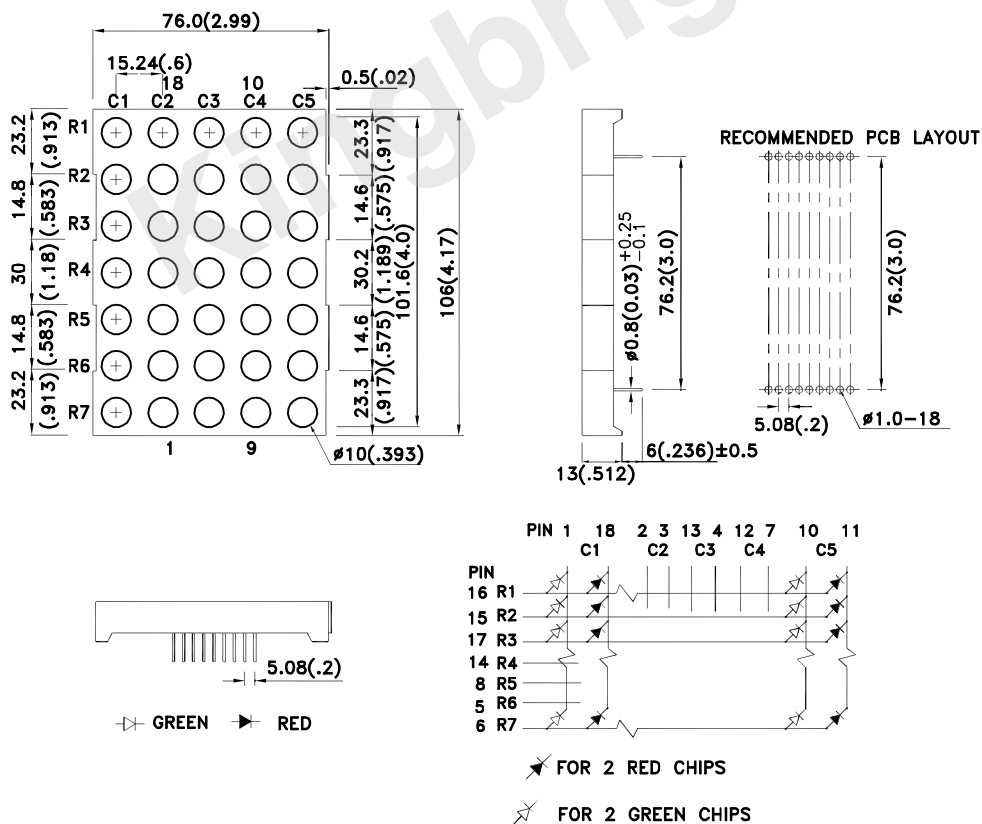 Kingbrig
76.0(2.99)
15.24(.6)
18 10
0.5(.02)
C1 C2 C3 C4 C5
R1
R2
R3
R4
R5
R6
R7
23.2
(.913)
14.8
(.583)
30
(1.18)
14.8
(.583)
23.2
(.913)
23.3
(.917)
14.6
(.575)
30.2
(1.189)
14.6
(.575)
23.3
(.917)
101.6(4.0)
106(4.17)
1 9
ø10(.393)
ø0.8(0.03)+0.25
-0.1
76.2(3.0)
6(.236)±0.5
13(.512)
RECOMMENDED PCB LAYOUT
76.2(3.0)
5.08(.2)
ø1.0-18
5.08(.2)
GREEN RED
PIN 1 18 2 3 13 4 12 7 10 11
C1 C2 C3 C4 C5
PIN
16 R1
15 R2
17 R3
14 R4
8 R5
5 R6
6 R7
FOR 2 RED CHIPS
FOR 2 GREEN CHIPS